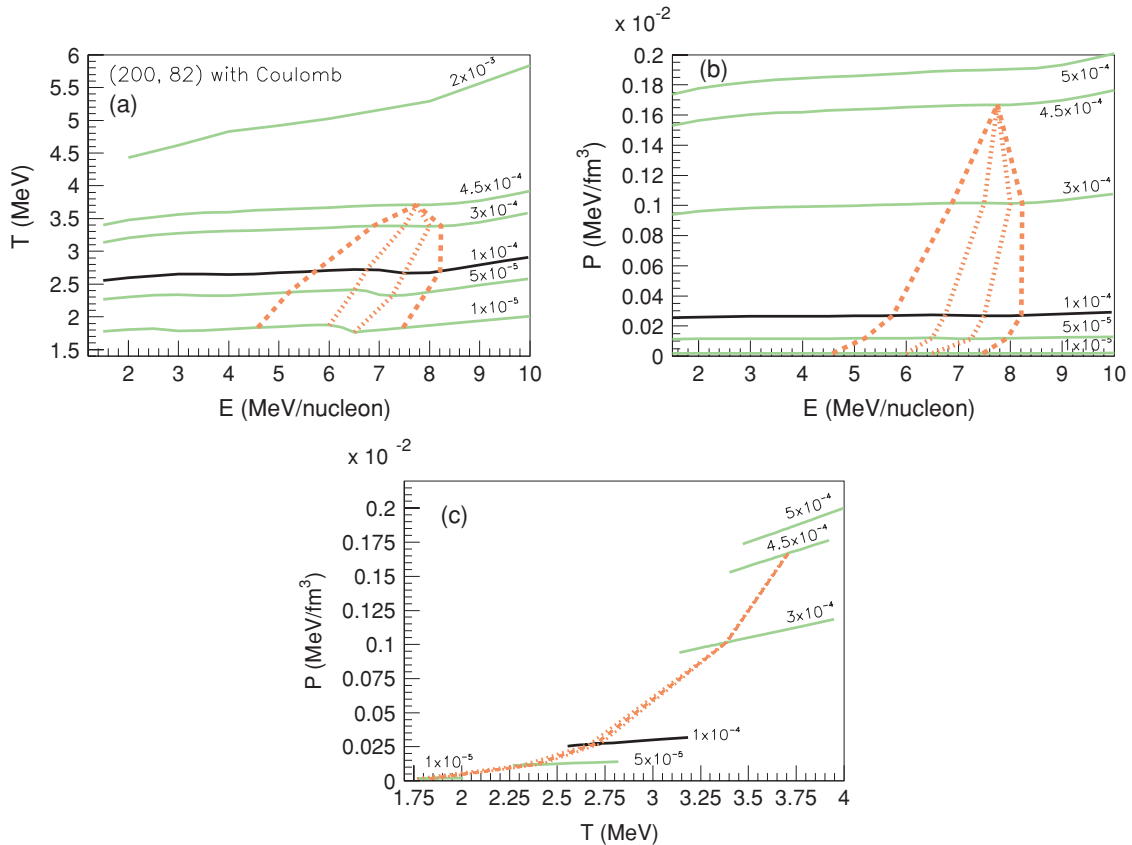 x 10⁻²
(200, 82) with Coulomb
(a)
2x10⁻³
4.5x10⁻⁴
3x10⁻⁴
1x10⁻⁴
5x10⁻⁵
1x10⁻⁵
T (MeV)
6
5.5
5
4.5
4
3.5
3
2.5
2
1.5
2 3 4 5 6 7 8 9 10
E (MeV/nucleon)
(b)
5x10⁻⁴
4.5x10⁻⁴
3x10⁻⁴
1x10⁻⁴
5x10⁻⁵
1x10⁻⁵
P (MeV/fm³)
0.2
0.18
0.16
0.14
0.12
0.1
0.08
0.06
0.04
0.02
0
2 3 4 5 6 7 8 9 10
E (MeV/nucleon)
x 10⁻²
(c)
5x10⁻⁴
4.5x10⁻⁴
3x10⁻⁴
1x10⁻⁴
5x10⁻⁵
1x10⁻⁵
P (MeV/fm³)
0.2
0.175
0.15
0.125
0.1
0.075
0.05
0.025
0
1.75 2 2.25 2.5 2.75 3 3.25 3.5 3.75 4
T (MeV)